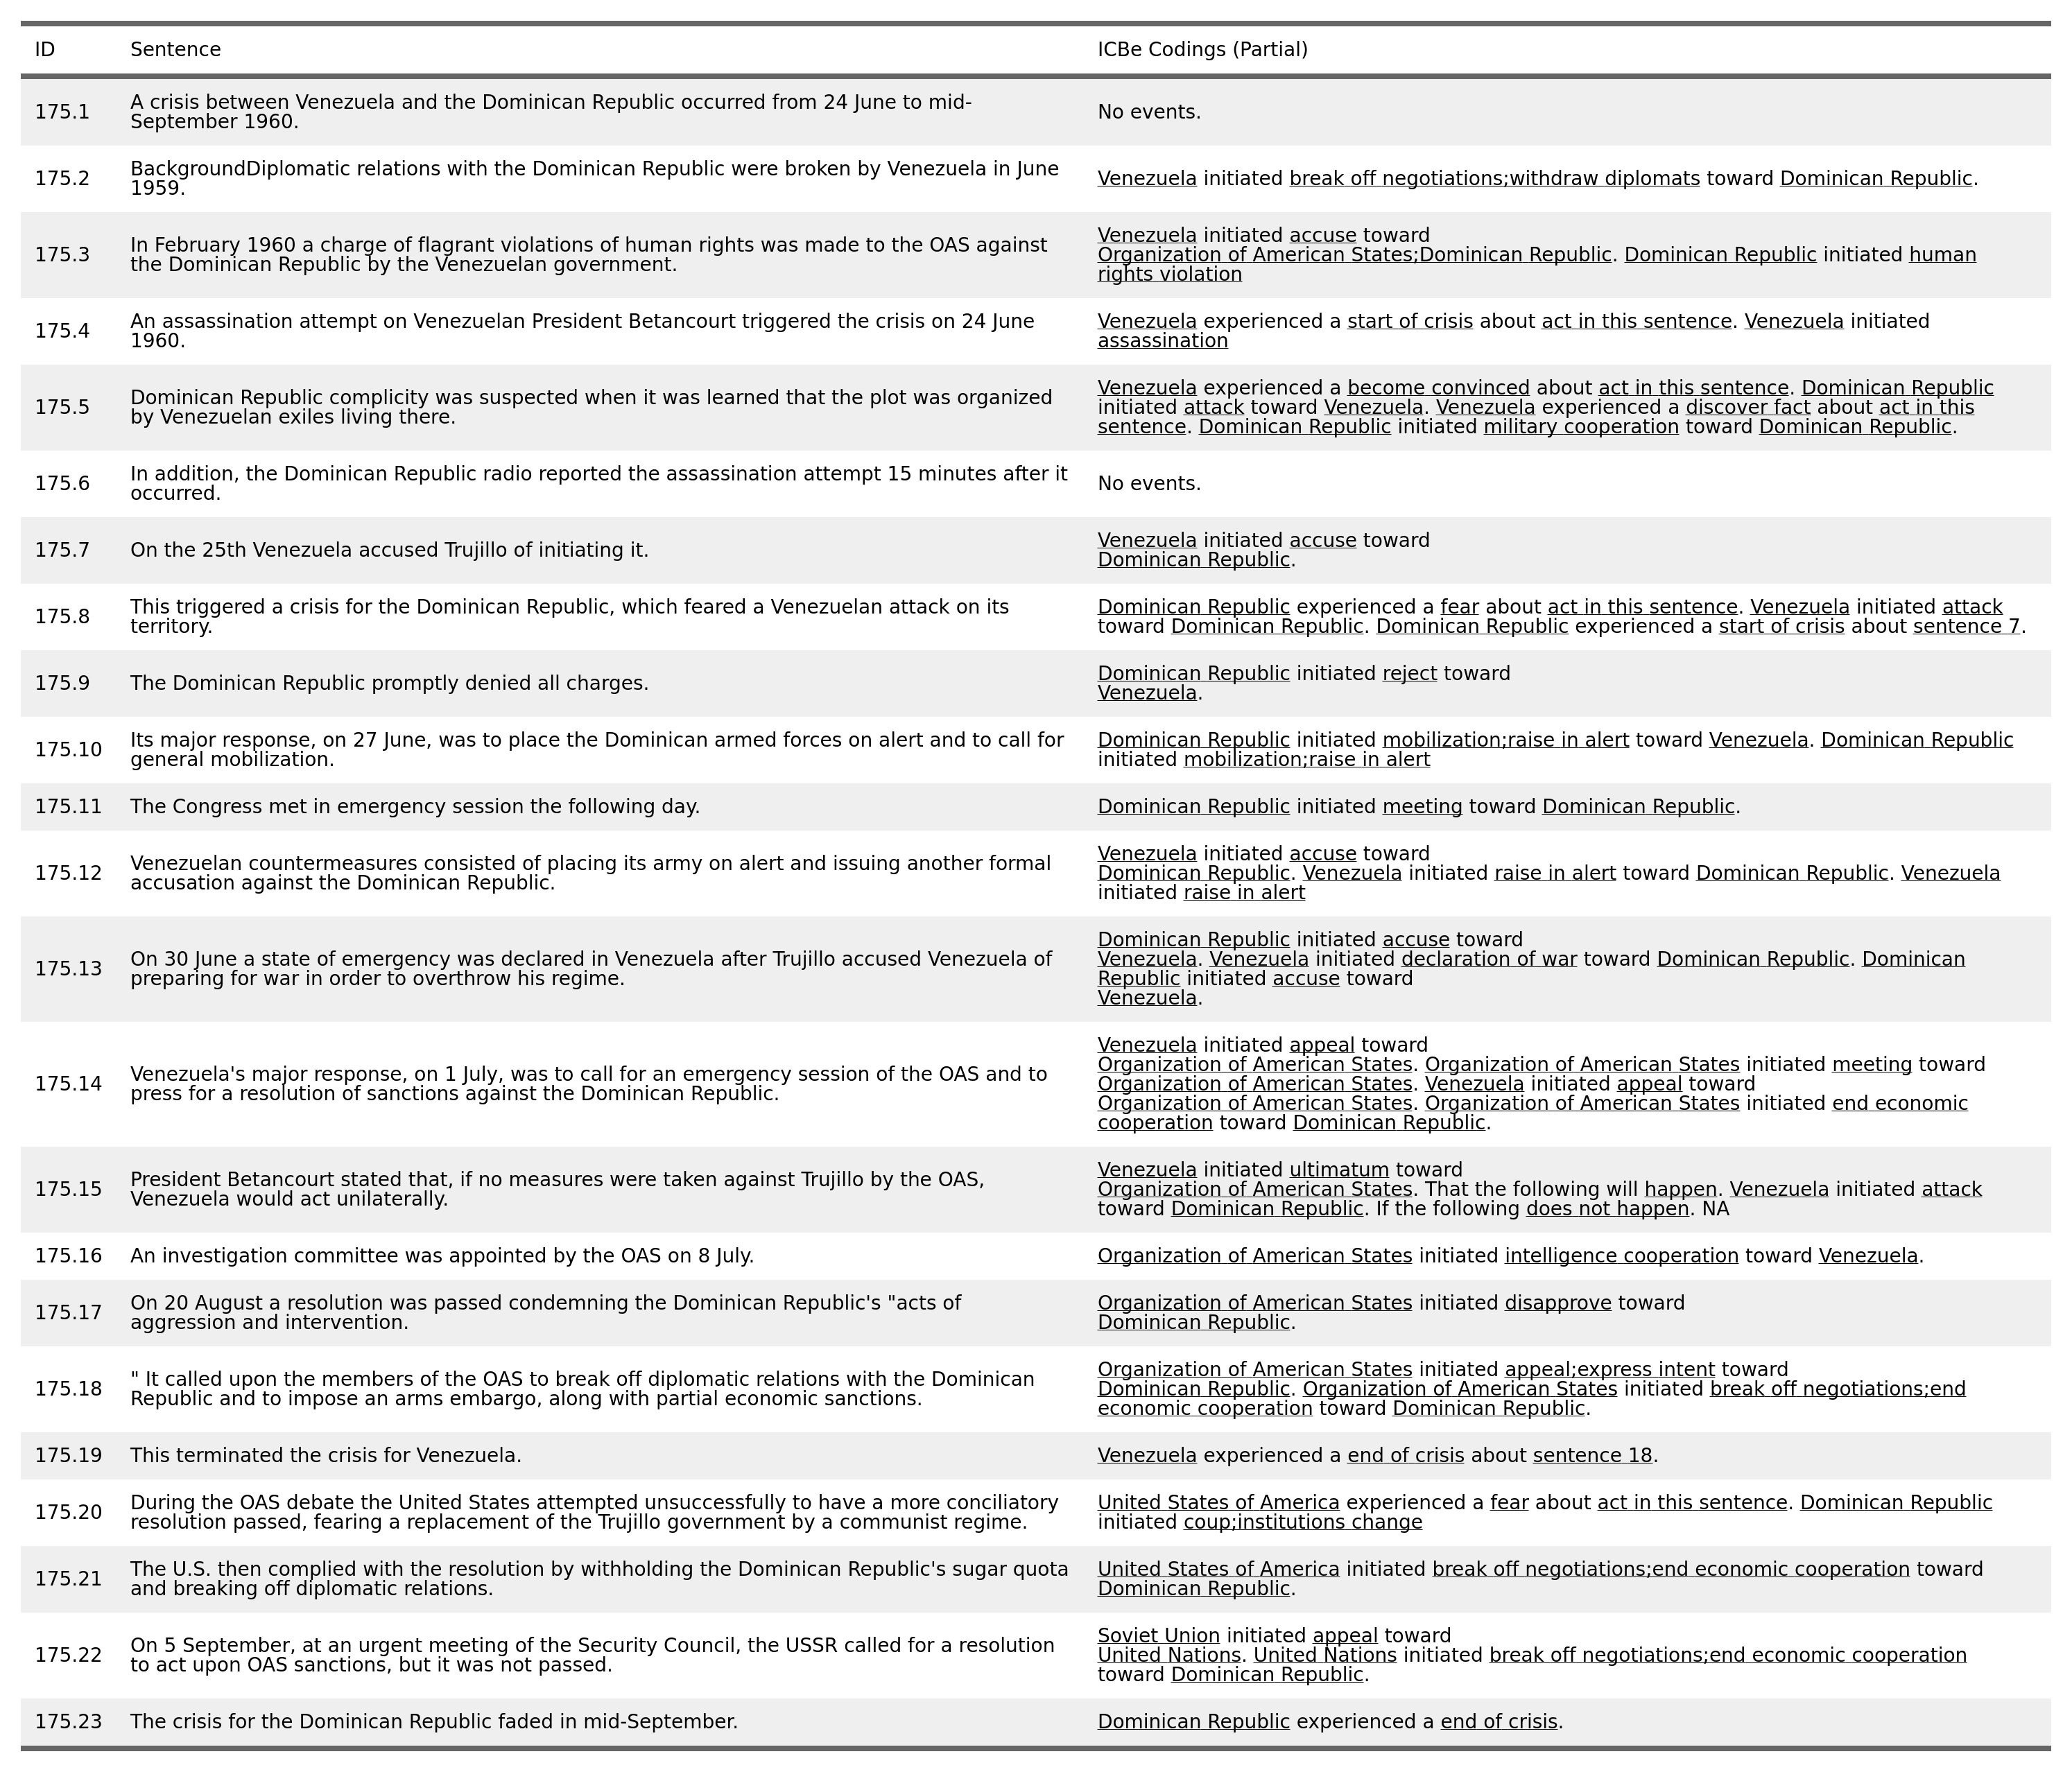 ID Sentence ICBe Codings (Partial)
175.1 A crisis between Venezuela and the Dominican Republic occurred from 24 June to mid-
September 1960. No events.
175.2 BackgroundDiplomatic relations with the Dominican Republic were broken by Venezuela in June
1959. Venezuela initiated break off negotiations;withdraw diplomats toward Dominican Republic.
175.3 In February 1960 a charge of flagrant violations of human rights was made to the OAS against
the Dominican Republic by the Venezuelan government.
Venezuela initiated accuse toward
Organization of American States;Dominican Republic. Dominican Republic initiated human
rights violation
175.4 An assassination attempt on Venezuelan President Betancourt triggered the crisis on 24 June
1960.
Venezuela experienced a start of crisis about act in this sentence. Venezuela initiated
assassination
175.5 Dominican Republic complicity was suspected when it was learned that the plot was organized
by Venezuelan exiles living there.
Venezuela experienced a become convinced about act in this sentence. Dominican Republic
initiated attack toward Venezuela. Venezuela experienced a discover fact about act in this
sentence. Dominican Republic initiated military cooperation toward Dominican Republic.
175.6 In addition, the Dominican Republic radio reported the assassination attempt 15 minutes after it
occurred.
No events.
175.7 On the 25th Venezuela accused Trujillo of initiating it.
Venezuela initiated accuse toward
Dominican Republic.
175.8 This triggered a crisis for the Dominican Republic, which feared a Venezuelan attack on its
territory.
Dominican Republic experienced a fear about act in this sentence. Venezuela initiated attack
toward Dominican Republic. Dominican Republic experienced a start of crisis about sentence 7.
175.9 The Dominican Republic promptly denied all charges.
Dominican Republic initiated reject toward
Venezuela.
175.10 Its major response, on 27 June, was to place the Dominican armed forces on alert and to call for
general mobilization.
Dominican Republic initiated mobilization;raise in alert toward Venezuela. Dominican Republic
initiated mobilization;raise in alert
175.11 The Congress met in emergency session the following day.
Dominican Republic initiated meeting toward Dominican Republic.
175.12 Venezuelan countermeasures consisted of placing its army on alert and issuing another formal
accusation against the Dominican Republic.
Venezuela initiated accuse toward
Dominican Republic. Venezuela initiated raise in alert toward Dominican Republic. Venezuela
initiated raise in alert
175.13 On 30 June a state of emergency was declared in Venezuela after Trujillo accused Venezuela of
preparing for war in order to overthrow his regime.
Dominican Republic initiated accuse toward
Venezuela. Venezuela initiated declaration of war toward Dominican Republic. Dominican
Republic initiated accuse toward
Venezuela.
175.14 Venezuela's major response, on 1 July, was to call for an emergency session of the OAS and to
press for a resolution of sanctions against the Dominican Republic.
Venezuela initiated appeal toward
Organization of American States. Organization of American States initiated meeting toward
Organization of American States. Venezuela initiated appeal toward
Organization of American States. Organization of American States initiated end economic
cooperation toward Dominican Republic.
175.15 President Betancourt stated that, if no measures were taken against Trujillo by the OAS,
Venezuela would act unilaterally.
Venezuela initiated ultimatum toward
Organization of American States. That the following will happen. Venezuela initiated attack
toward Dominican Republic. If the following does not happen. NA
175.16 An investigation committee was appointed by the OAS on 8 July.
Organization of American States initiated intelligence cooperation toward Venezuela.
175.17 On 20 August a resolution was passed condemning the Dominican Republic's "acts of
aggression and intervention.
Organization of American States initiated disapprove toward
Dominican Republic.
175.18 " It called upon the members of the OAS to break off diplomatic relations with the Dominican
Republic and to impose an arms embargo, along with partial economic sanctions.
Organization of American States initiated appeal;express intent toward
Dominican Republic. Organization of American States initiated break off negotiations;end
economic cooperation toward Dominican Republic.
175.19 This terminated the crisis for Venezuela.
Venezuela experienced a end of crisis about sentence 18.
175.20 During the OAS debate the United States attempted unsuccessfully to have a more conciliatory
resolution passed, fearing a replacement of the Trujillo government by a communist regime.
United States of America experienced a fear about act in this sentence. Dominican Republic
initiated coup;institutions change
175.21 The U.S. then complied with the resolution by withholding the Dominican Republic's sugar quota
and breaking off diplomatic relations.
United States of America initiated break off negotiations;end economic cooperation toward
Dominican Republic.
175.22 On 5 September, at an urgent meeting of the Security Council, the USSR called for a resolution
to act upon OAS sanctions, but it was not passed.
Soviet Union initiated appeal toward
United Nations. United Nations initiated break off negotiations;end economic cooperation
toward Dominican Republic.
175.23 The crisis for the Dominican Republic faded in mid-September.
Dominican Republic experienced a end of crisis.